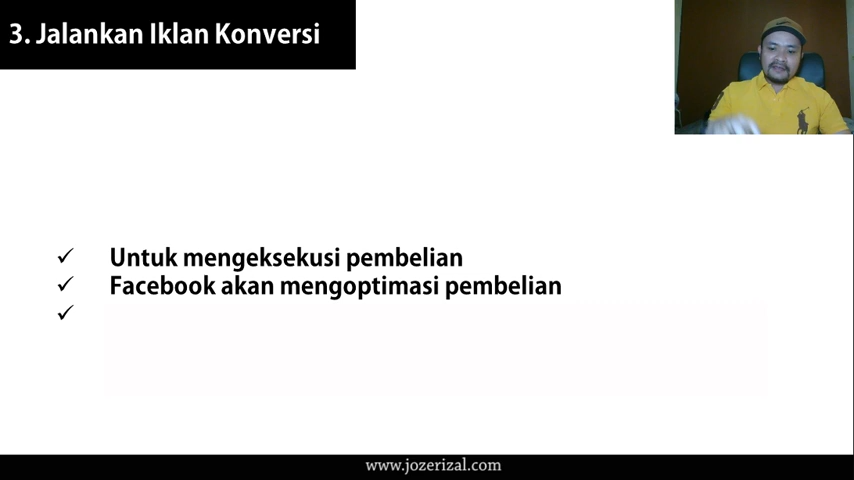 3. Jalankan Iklan Konversi
✓ Untuk mengeksekusi pembelian
✓ Facebook akan mengoptimasi pembelian
✓
www.jozerizal.com